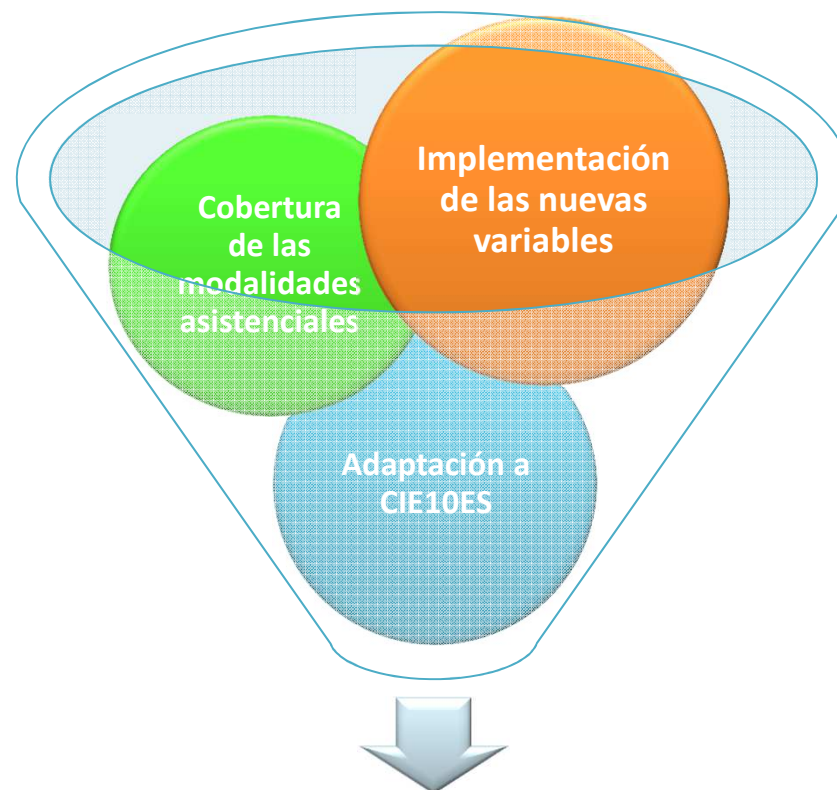 Implementación
de las nuevas
variables
Cobertura
de las
modalidades
asistenciales
Adaptación a
CIE10ES